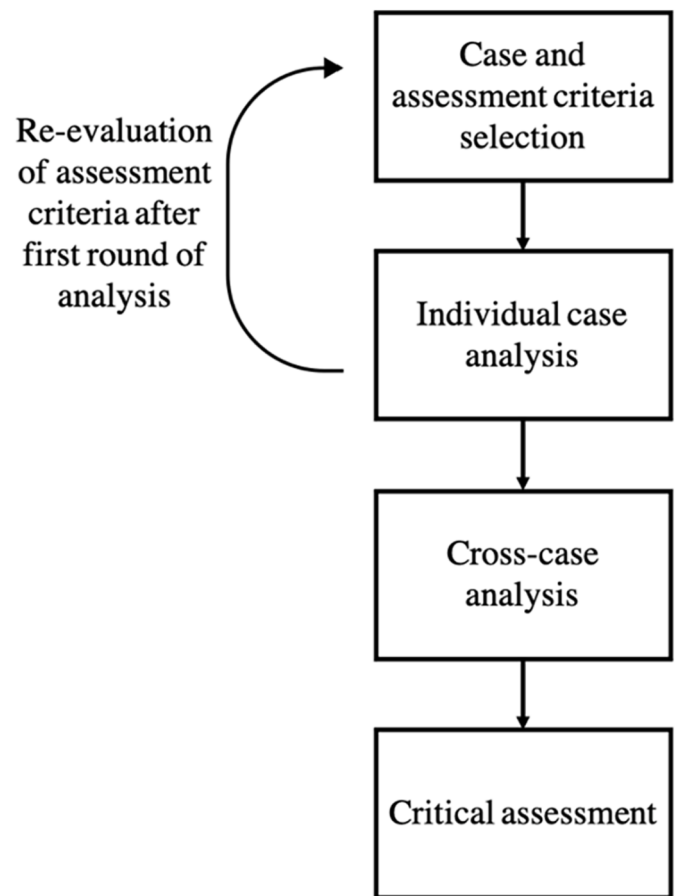 Case and
assessment criteria
selection
Re-evaluation
of assessment
criteria after
first round of
analysis
Individual case
analysis
Cross-case
analysis
Critical assessment